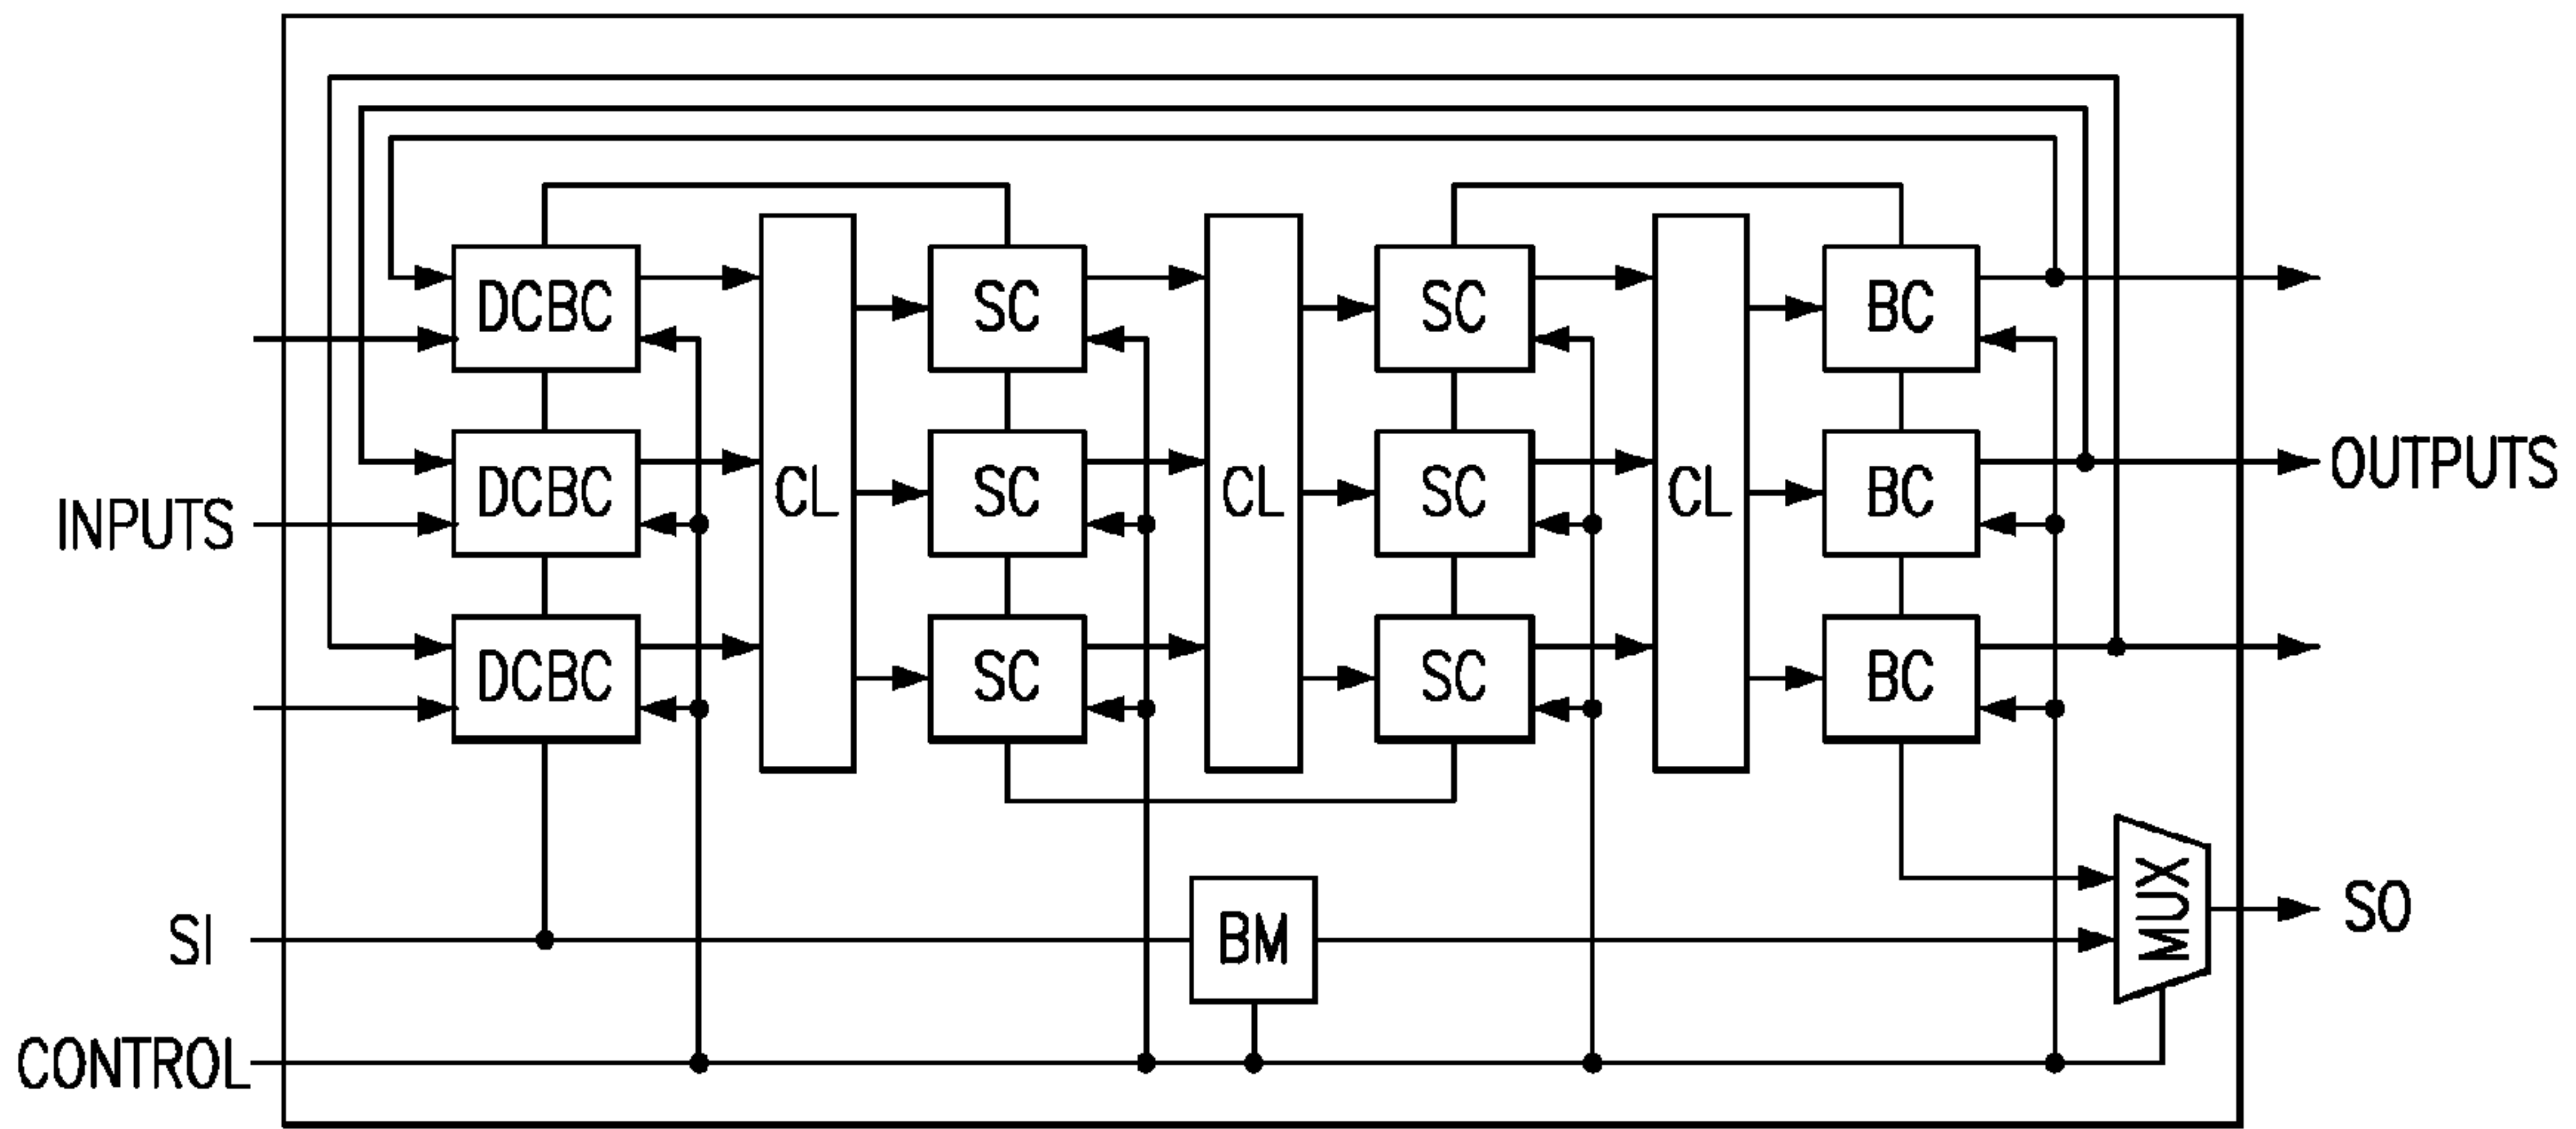 DCBC SC SC BC
DCBC CL SC CL SC CL BC OUTPUTS
INPUTS
DCBC SC SC BC
MUX SO
SI BM
CONTROL